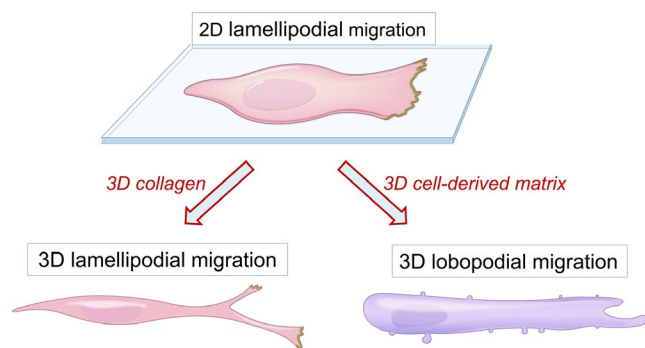 2D lamellipodial migration
3D collagen
3D cell-derived matrix
3D lamellipodial migration
3D lobopodial migration